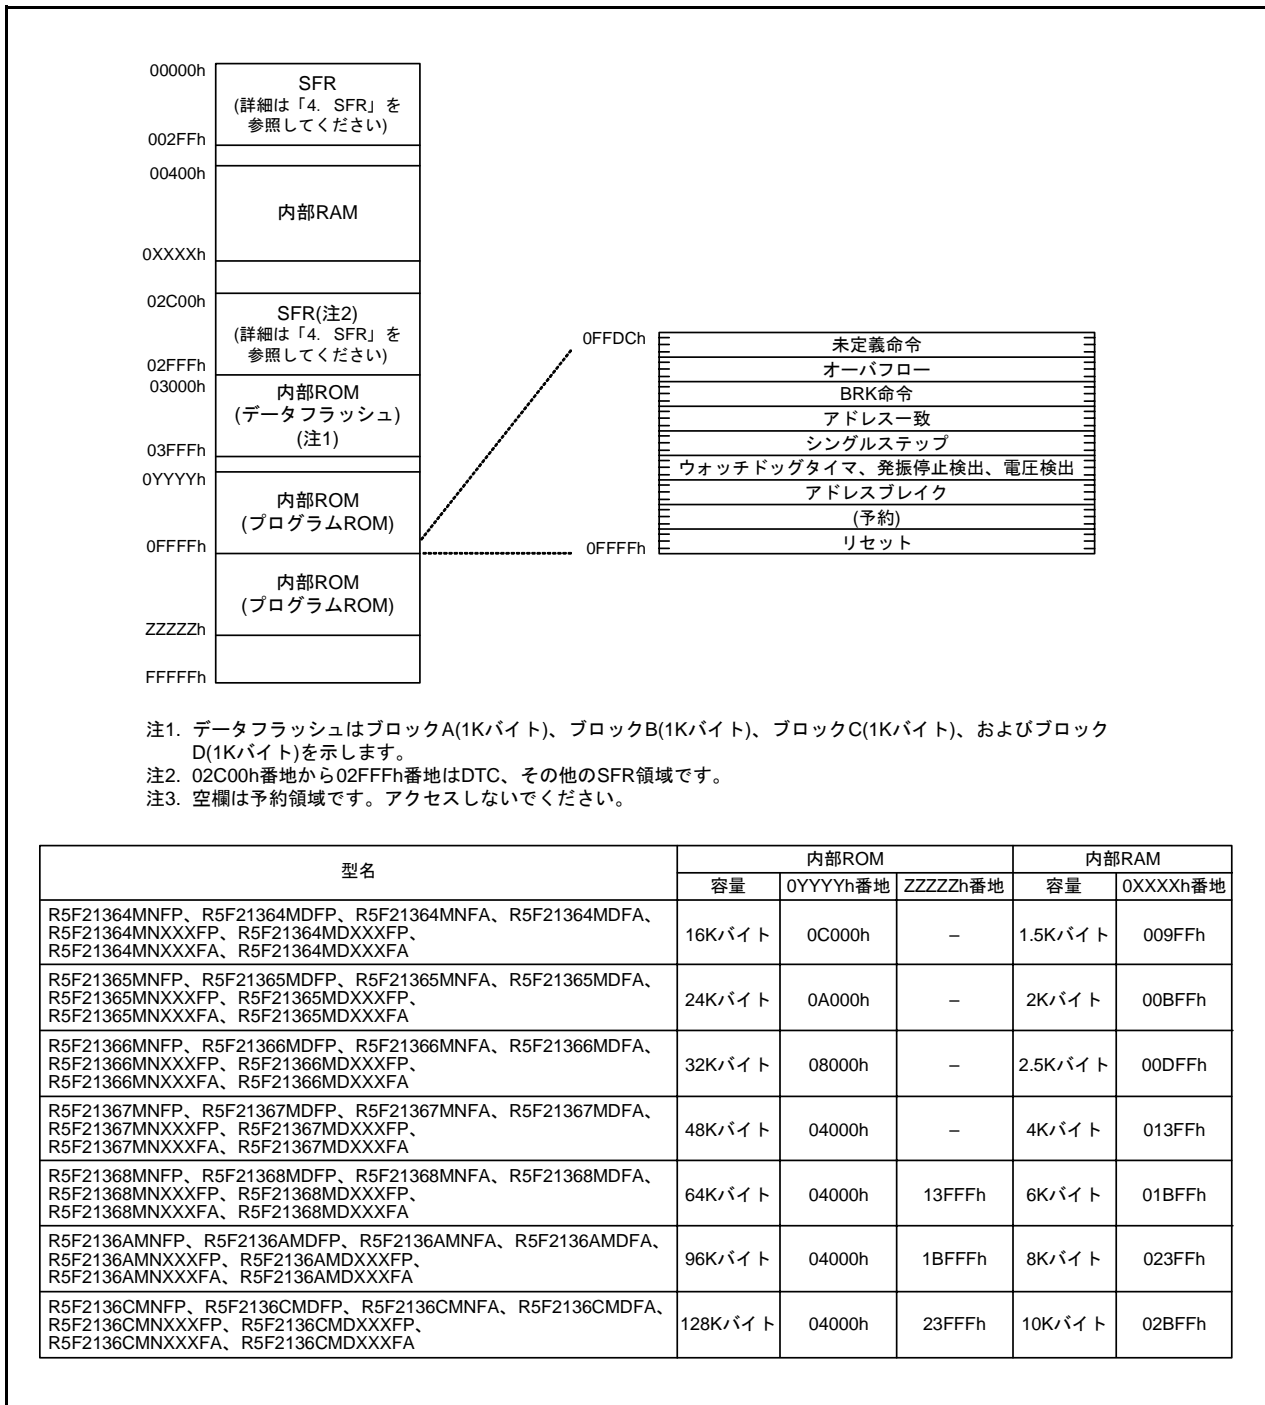 00000h
SFR
(詳細は「4. SFR」を
参照してください)
002FFh
00400h
内部RAM
0XXXXh
02C00h
SFR(注2)
(詳細は「4. SFR」を
参照してください)
02FFFh
03000h
内部ROM
(データフラッシュ)
(注1)
03FFFh
0YYYYh
内部ROM
(プログラムROM)
0FFFFh
内部ROM
(プログラムROM)
ZZZZZh
FFFFFh
0FFDCh
未定義命令
オーバフロー
BRK命令
アドレス一致
シングルステップ
ウォッチドッグタイマ、発振停止検出、電圧検出
アドレスブレイク
(予約)
0FFFFh リセット
注1. データフラッシュはブロックA(1Kバイト)、ブロックB(1Kバイト)、ブロックC(1Kバイト)、およびブロック
D(1Kバイト)を示します。
注2. 02C00h番地から02FFFh番地はDTC、その他のSFR領域です。
注3. 空欄は予約領域です。アクセスしないでください。
型名 内部ROM 内部RAM
容量 0YYYYh番地 ZZZZZh番地 容量 0XXXXh番地
R5F21364MNFP、R5F21364MDFP、R5F21364MNFA、R5F21364MDFA、
R5F21364MNXXXFP、R5F21364MDXXXFP、
R5F21364MNXXXFA、R5F21364MDXXXFA
16Kバイト 0C000h – 1.5Kバイト 009FFh
R5F21365MNFP、R5F21365MDFP、R5F21365MNFA、R5F21365MDFA、
R5F21365MNXXXFP、R5F21365MDXXXFP、
R5F21365MNXXXFA、R5F21365MDXXXFA
24Kバイト 0A000h – 2Kバイト 00BFFh
R5F21366MNFP、R5F21366MDFP、R5F21366MNFA、R5F21366MDFA、
R5F21366MNXXXFP、R5F21366MDXXXFP、
R5F21366MNXXXFA、R5F21366MDXXXFA
32Kバイト 08000h – 2.5Kバイト 00DFFh
R5F21367MNFP、R5F21367MDFP、R5F21367MNFA、R5F21367MDFA、
R5F21367MNXXXFP、R5F21367MDXXXFP、
R5F21367MNXXXFA、R5F21367MDXXXFA
48Kバイト 04000h – 4Kバイト 013FFh
R5F21368MNFP、R5F21368MDFP、R5F21368MNFA、R5F21368MDFA、
R5F21368MNXXXFP、R5F21368MDXXXFP、
R5F21368MNXXXFA、R5F21368MDXXXFA
64Kバイト 04000h 13FFFh 6Kバイト 01BFFh
R5F2136AMNFP、R5F2136AMDFP、R5F2136AMNFA、R5F2136AMDFA、
R5F2136AMNXXXFP、R5F2136AMDXXXFP、
R5F2136AMNXXXFA、R5F2136AMDXXXFA
96Kバイト 04000h 1BFFFh 8Kバイト 023FFh
R5F2136CMNFP、R5F2136CMDFP、R5F2136CMNFA、R5F2136CMDFA、
R5F2136CMNXXXFP、R5F2136CMDXXXFP、
R5F2136CMNXXXFA、R5F2136CMDXXXFA
128Kバイト 04000h 23FFFh 10Kバイト 02BFFh